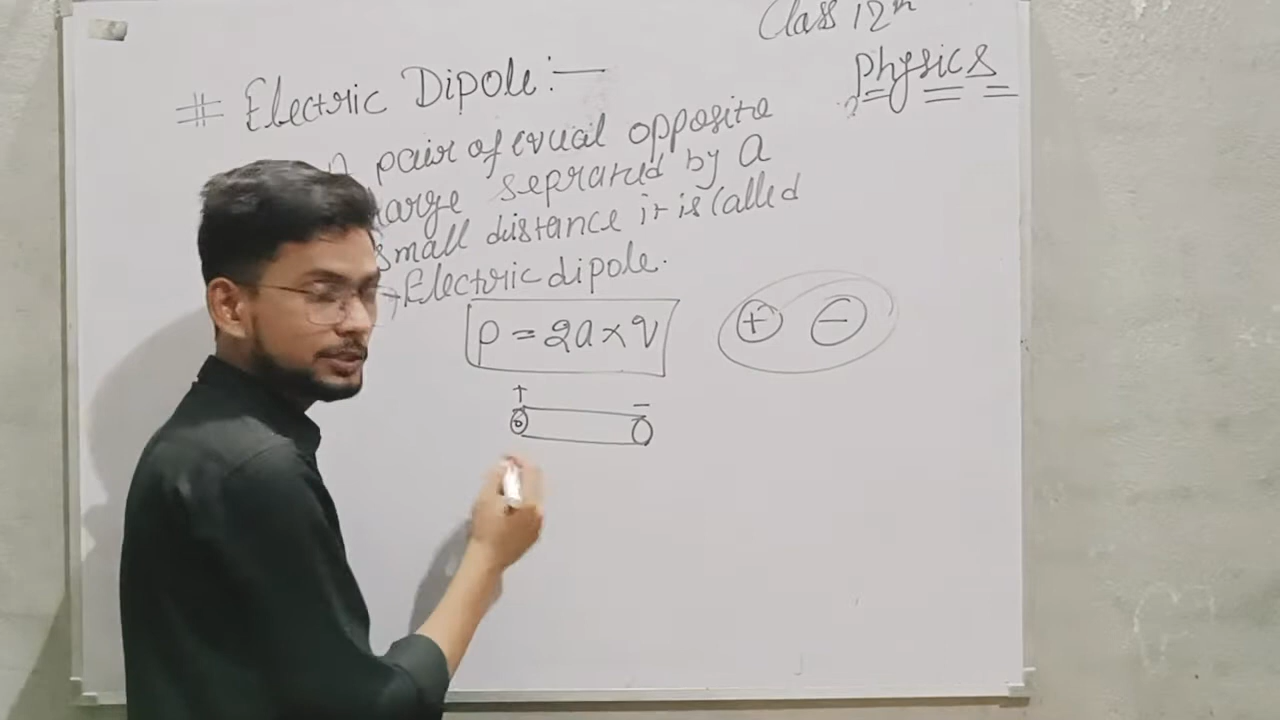 Class 12th
Physics
# Electric Dipole:—
A pair of equal opposite
harge seprated by a
small distance it is called
Electric dipole.
P = 2a × q
+ −
+ −